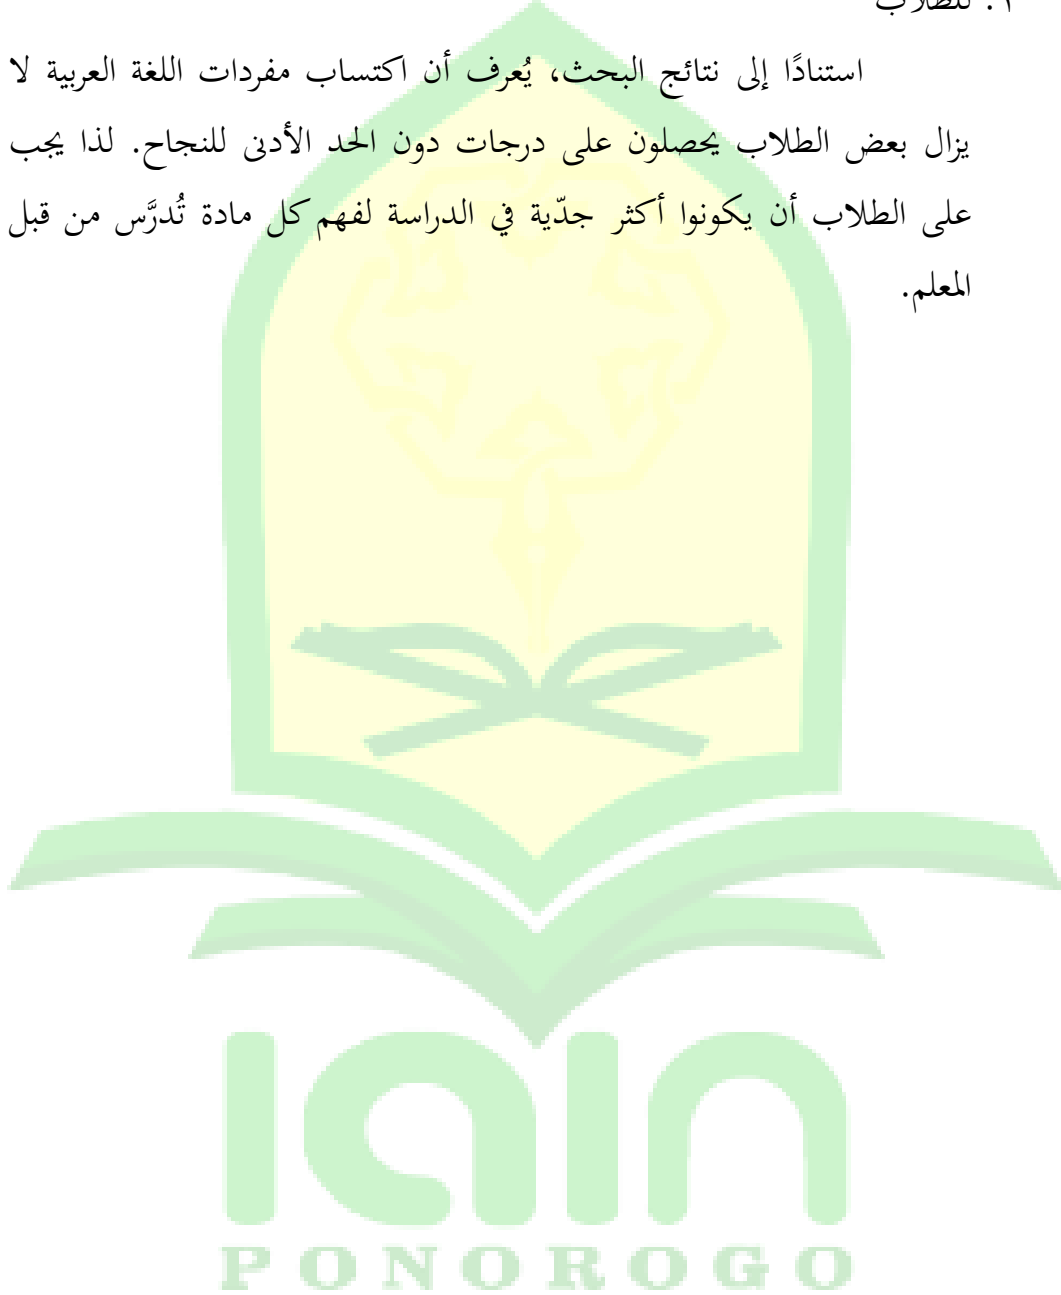 للطلاب
استنادًا إلى نتائج البحث، يُعرف أن اكتساب مفردات اللغة العربية لا
يزال بعض الطلاب يحصلون على درجات دون الحد الأدنى للنجاح. لذا يجب
على الطلاب أن يكونوا أكثر جدّية في الدراسة لفهم كل مادة تُدرَّس من قبل
المعلم.
iain
PONOROGO